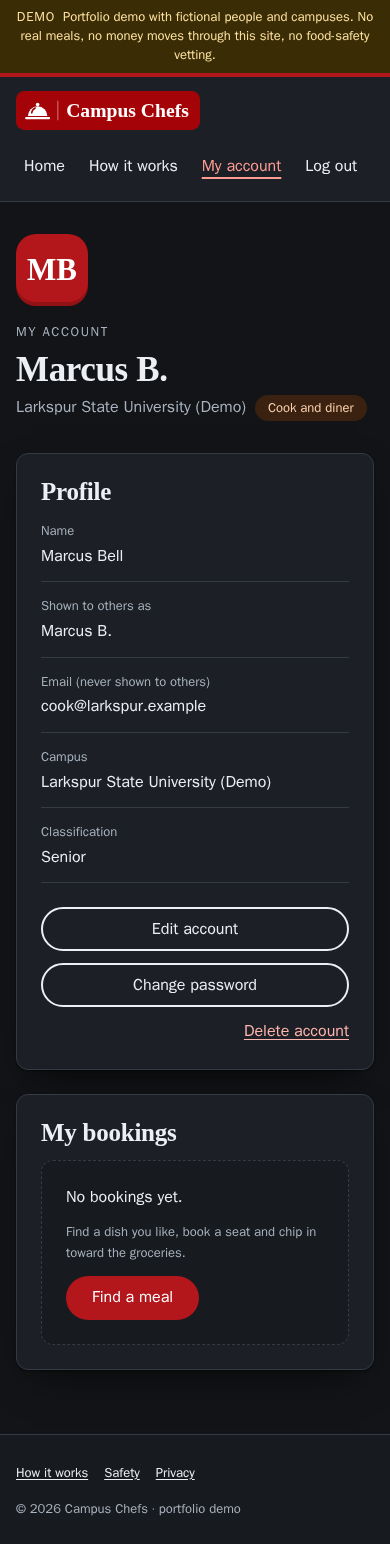 DEMO Portfolio demo with fictional people and campuses. No
real meals, no money moves through this site, no food-safety
vetting.
Campus Chefs
Home How it works My account Log out
MB
MY ACCOUNT
Marcus B.
Larkspur State University (Demo) Cook and diner
Profile
Name
Marcus Bell
Shown to others as
Marcus B.
Email (never shown to others)
cook@larkspur.example
Campus
Larkspur State University (Demo)
Classification
Senior
Edit account
Change password
Delete account
My bookings
No bookings yet.
Find a dish you like, book a seat and chip in
toward the groceries.
Find a meal
How it works Safety Privacy
© 2026 Campus Chefs · portfolio demo